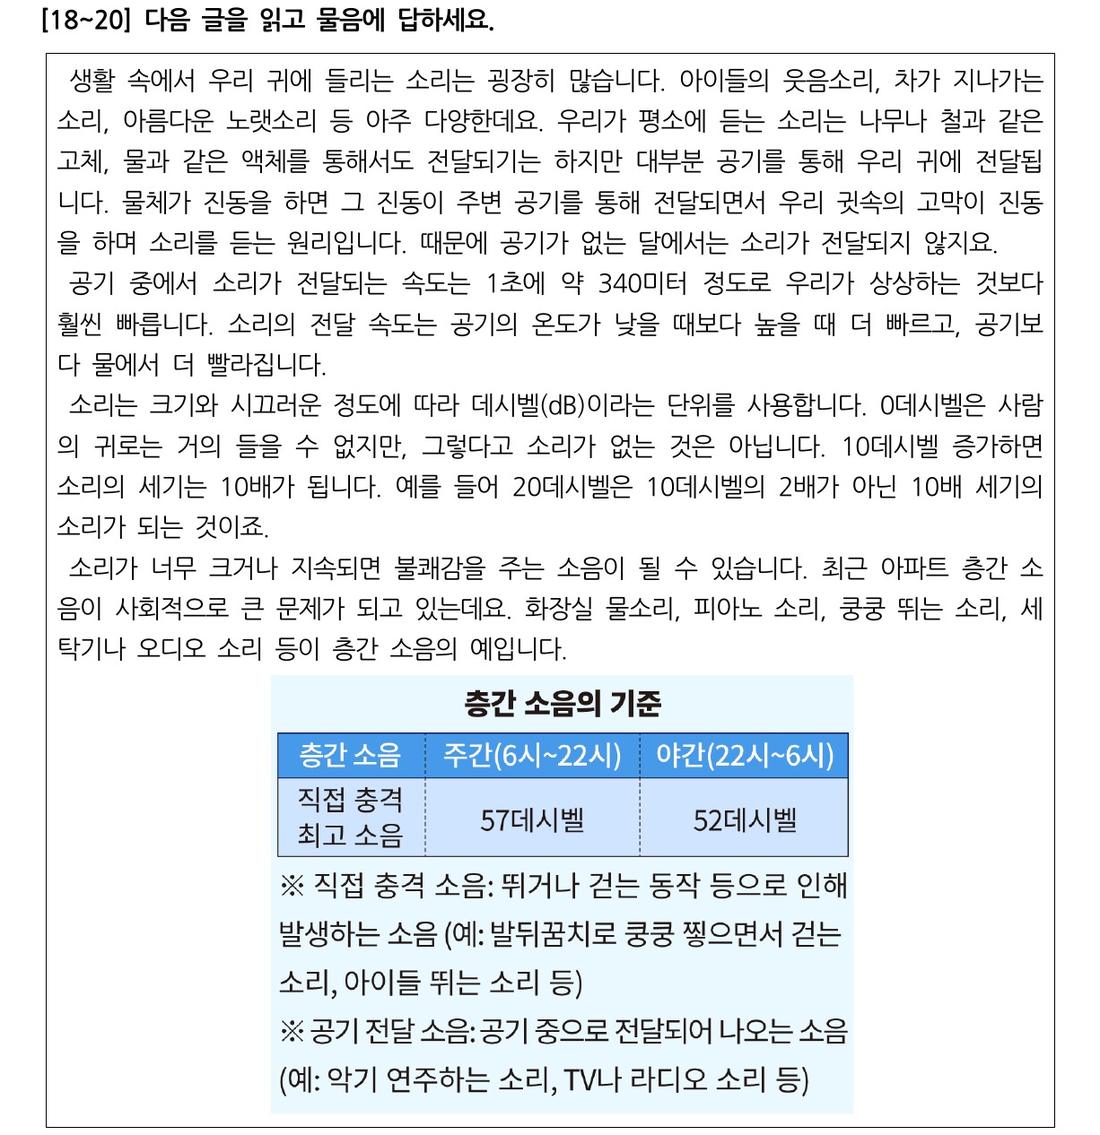 [18~20] 다음 글을 읽고 물음에 답하세요.
생활 속에서 우리 귀에 들리는 소리는 굉장히 많습니다. 아이들의 웃음소리, 차가 지나가는
소리, 아름다운 노랫소리 등 아주 다양한데요. 우리가 평소에 듣는 소리는 나무나 철과 같은
고체, 물과 같은 액체를 통해서도 전달되기는 하지만 대부분 공기를 통해 우리 귀에 전달됩
니다. 물체가 진동을 하면 그 진동이 주변 공기를 통해 전달되면서 우리 귓속의 고막이 진동
을 하며 소리를 듣는 원리입니다. 때문에 공기가 없는 달에서는 소리가 전달되지 않지요.
공기 중에서 소리가 전달되는 속도는 1초에 약 340미터 정도로 우리가 상상하는 것보다
훨씬 빠릅니다. 소리의 전달 속도는 공기의 온도가 낮을 때보다 높을 때 더 빠르고, 공기보
다 물에서 더 빨라집니다.
소리는 크기와 시끄러운 정도에 따라 데시벨(dB)이라는 단위를 사용합니다. 0데시벨은 사람
의 귀로는 거의 들을 수 없지만, 그렇다고 소리가 없는 것은 아닙니다. 10데시벨 증가하면
소리의 세기는 10배가 됩니다. 예를 들어 20데시벨은 10데시벨의 2배가 아닌 10배 세기의
소리가 되는 것이죠.
소리가 너무 크거나 지속되면 불쾌감을 주는 소음이 될 수 있습니다. 최근 아파트 층간 소
음이 사회적으로 큰 문제가 되고 있는데요. 화장실 물소리, 피아노 소리, 쿵쿵 뛰는 소리, 세
탁기나 오디오 소리 등이 층간 소음의 예입니다.
층간 소음의 기준
층간 소음 주간(6시~22시) 야간(22시~6시)
직접 충격
최고 소음 57데시벨 52데시벨
※ 직접 충격 소음: 뛰거나 걷는 동작 등으로 인해
발생하는 소음 (예: 발뒤꿈치로 쿵쿵 찧으면서 걷는
소리, 아이들 뛰는 소리 등)
※ 공기 전달 소음: 공기 중으로 전달되어 나오는 소음
(예: 악기 연주하는 소리, TV나 라디오 소리 등)